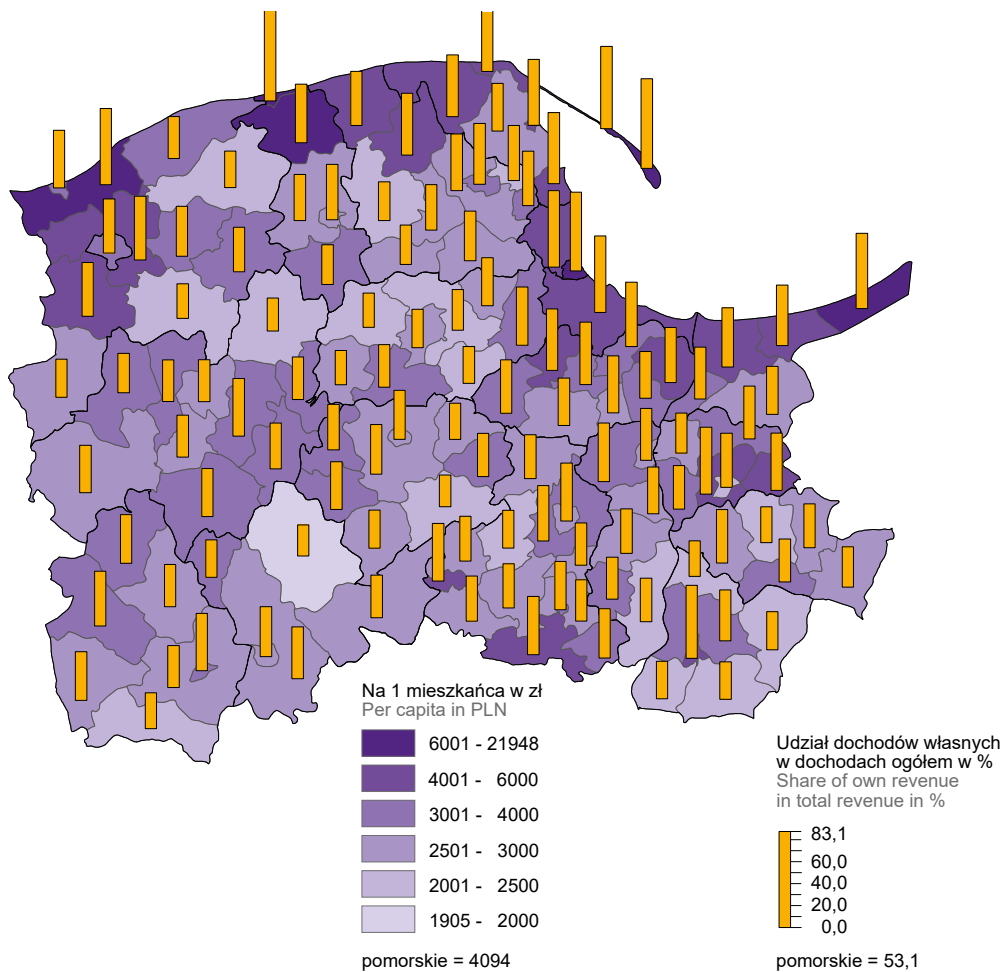 Na 1 mieszkańca w zł
Per capita in PLN
6001 - 21948
4001 - 6000
3001 - 4000
2501 - 3000
2001 - 2500
1905 - 2000
pomorskie = 4094
Udział dochodów własnych
w dochodach ogółem w %
Share of own revenue
in total revenue in %
83,1
60,0
40,0
20,0
0,0
pomorskie = 53,1